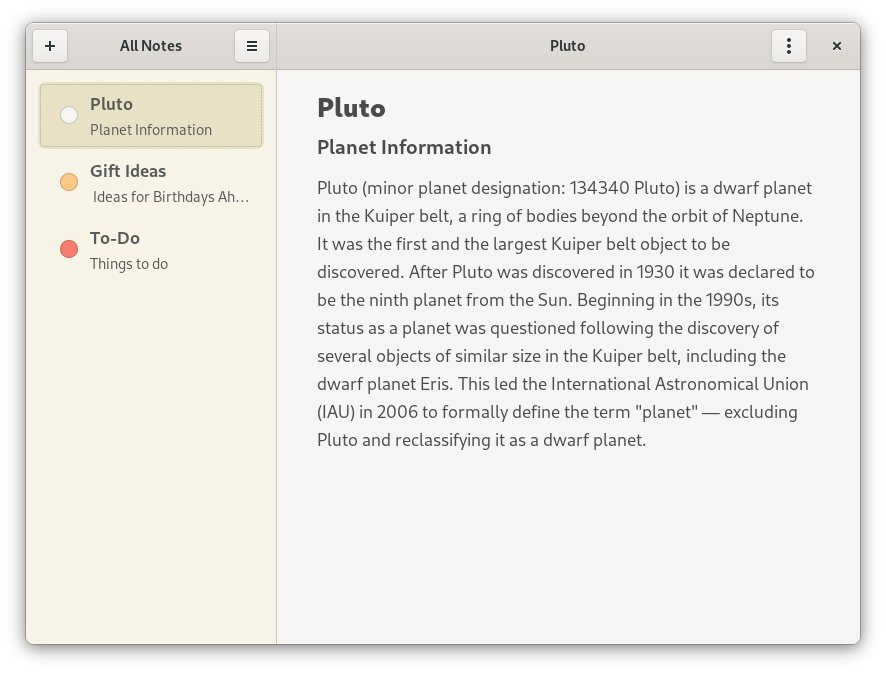 All Notes
Pluto
Pluto
Planet Information
Gift Ideas
Ideas for Birthdays Ah…
To-Do
Things to do
Pluto
Planet Information
Pluto (minor planet designation: 134340 Pluto) is a dwarf planet
in the Kuiper belt, a ring of bodies beyond the orbit of Neptune.
It was the first and the largest Kuiper belt object to be
discovered. After Pluto was discovered in 1930 it was declared to
be the ninth planet from the Sun. Beginning in the 1990s, its
status as a planet was questioned following the discovery of
several objects of similar size in the Kuiper belt, including the
dwarf planet Eris. This led the International Astronomical Union
(IAU) in 2006 to formally define the term "planet" — excluding
Pluto and reclassifying it as a dwarf planet.